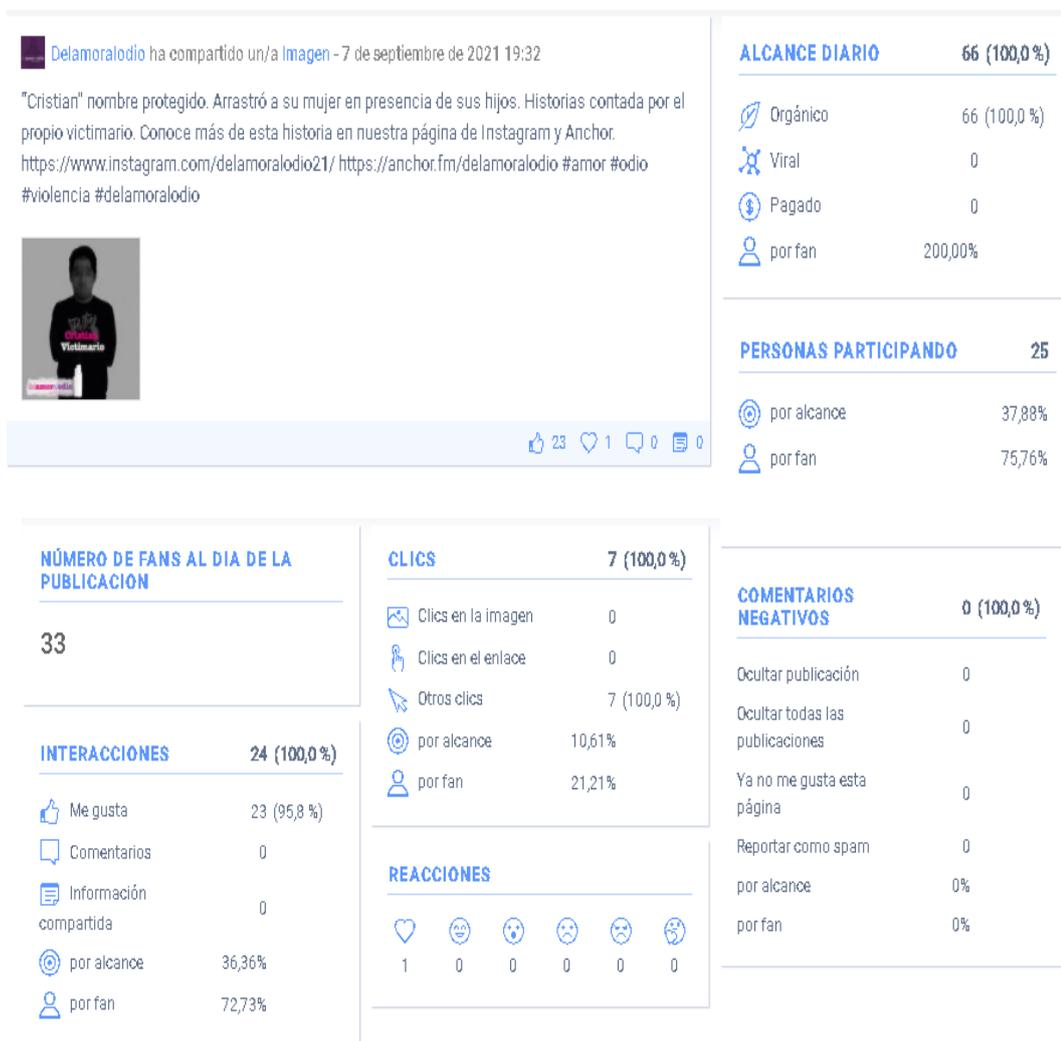 Delamoralodio ha compartido un/a Imagen - 7 de septiembre de 2021 19:32
"Cristian" nombre protegido. Arrastró a su mujer en presencia de sus hijos. Historias contada por el
propio victimario. Conoce más de esta historia en nuestra página de Instagram y Anchor.
https://www.instagram.com/delamoralodio21/ https://anchor.fm/delamoralodio #amor #odio
#violencia #delamoralodio
Cristian
Victimario
23 1 0 0
ALCANCE DIARIO 66 (100,0 %)
Orgánico 66 (100,0 %)
Viral 0
Pagado 0
por fan 200,00%
PERSONAS PARTICIPANDO 25
por alcance 37,88%
por fan 75,76%
NÚMERO DE FANS AL DIA DE LA
PUBLICACION
33
INTERACCIONES 24 (100,0 %)
Me gusta 23 (95,8 %)
Comentarios 0
Información
compartida 0
por alcance 36,36%
por fan 72,73%
CLICS 7 (100,0 %)
Clics en la imagen 0
Clics en el enlace 0
Otros clics 7 (100,0 %)
por alcance 10,61%
por fan 21,21%
REACCIONES
1 0 0 0 0 0
COMENTARIOS
NEGATIVOS 0 (100,0 %)
Ocultar publicación 0
Ocultar todas las
publicaciones 0
Ya no me gusta esta
página 0
Reportar como spam 0
por alcance 0%
por fan 0%